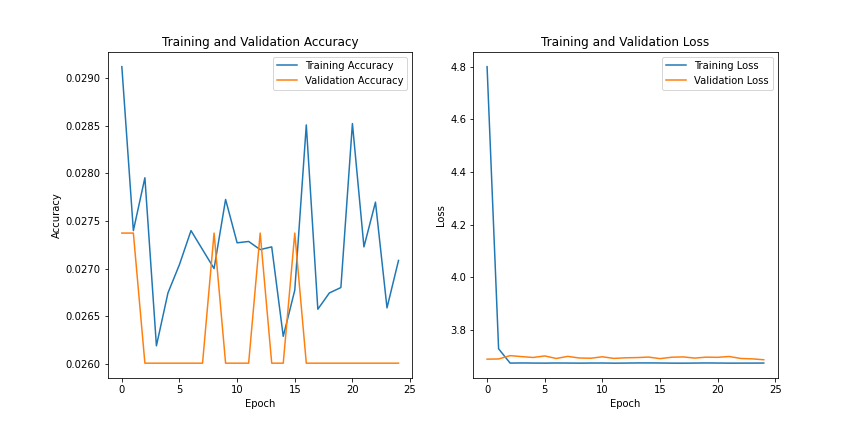 Training and Validation Accuracy
Training Accuracy
Validation Accuracy
0.0290
0.0285
0.0280
0.0275
0.0270
0.0265
0.0260
Accuracy
0 5 10 15 20 25
Epoch
Training and Validation Loss
Training Loss
Validation Loss
4.8
4.6
4.4
4.2
4.0
3.8
Loss
0 5 10 15 20 25
Epoch